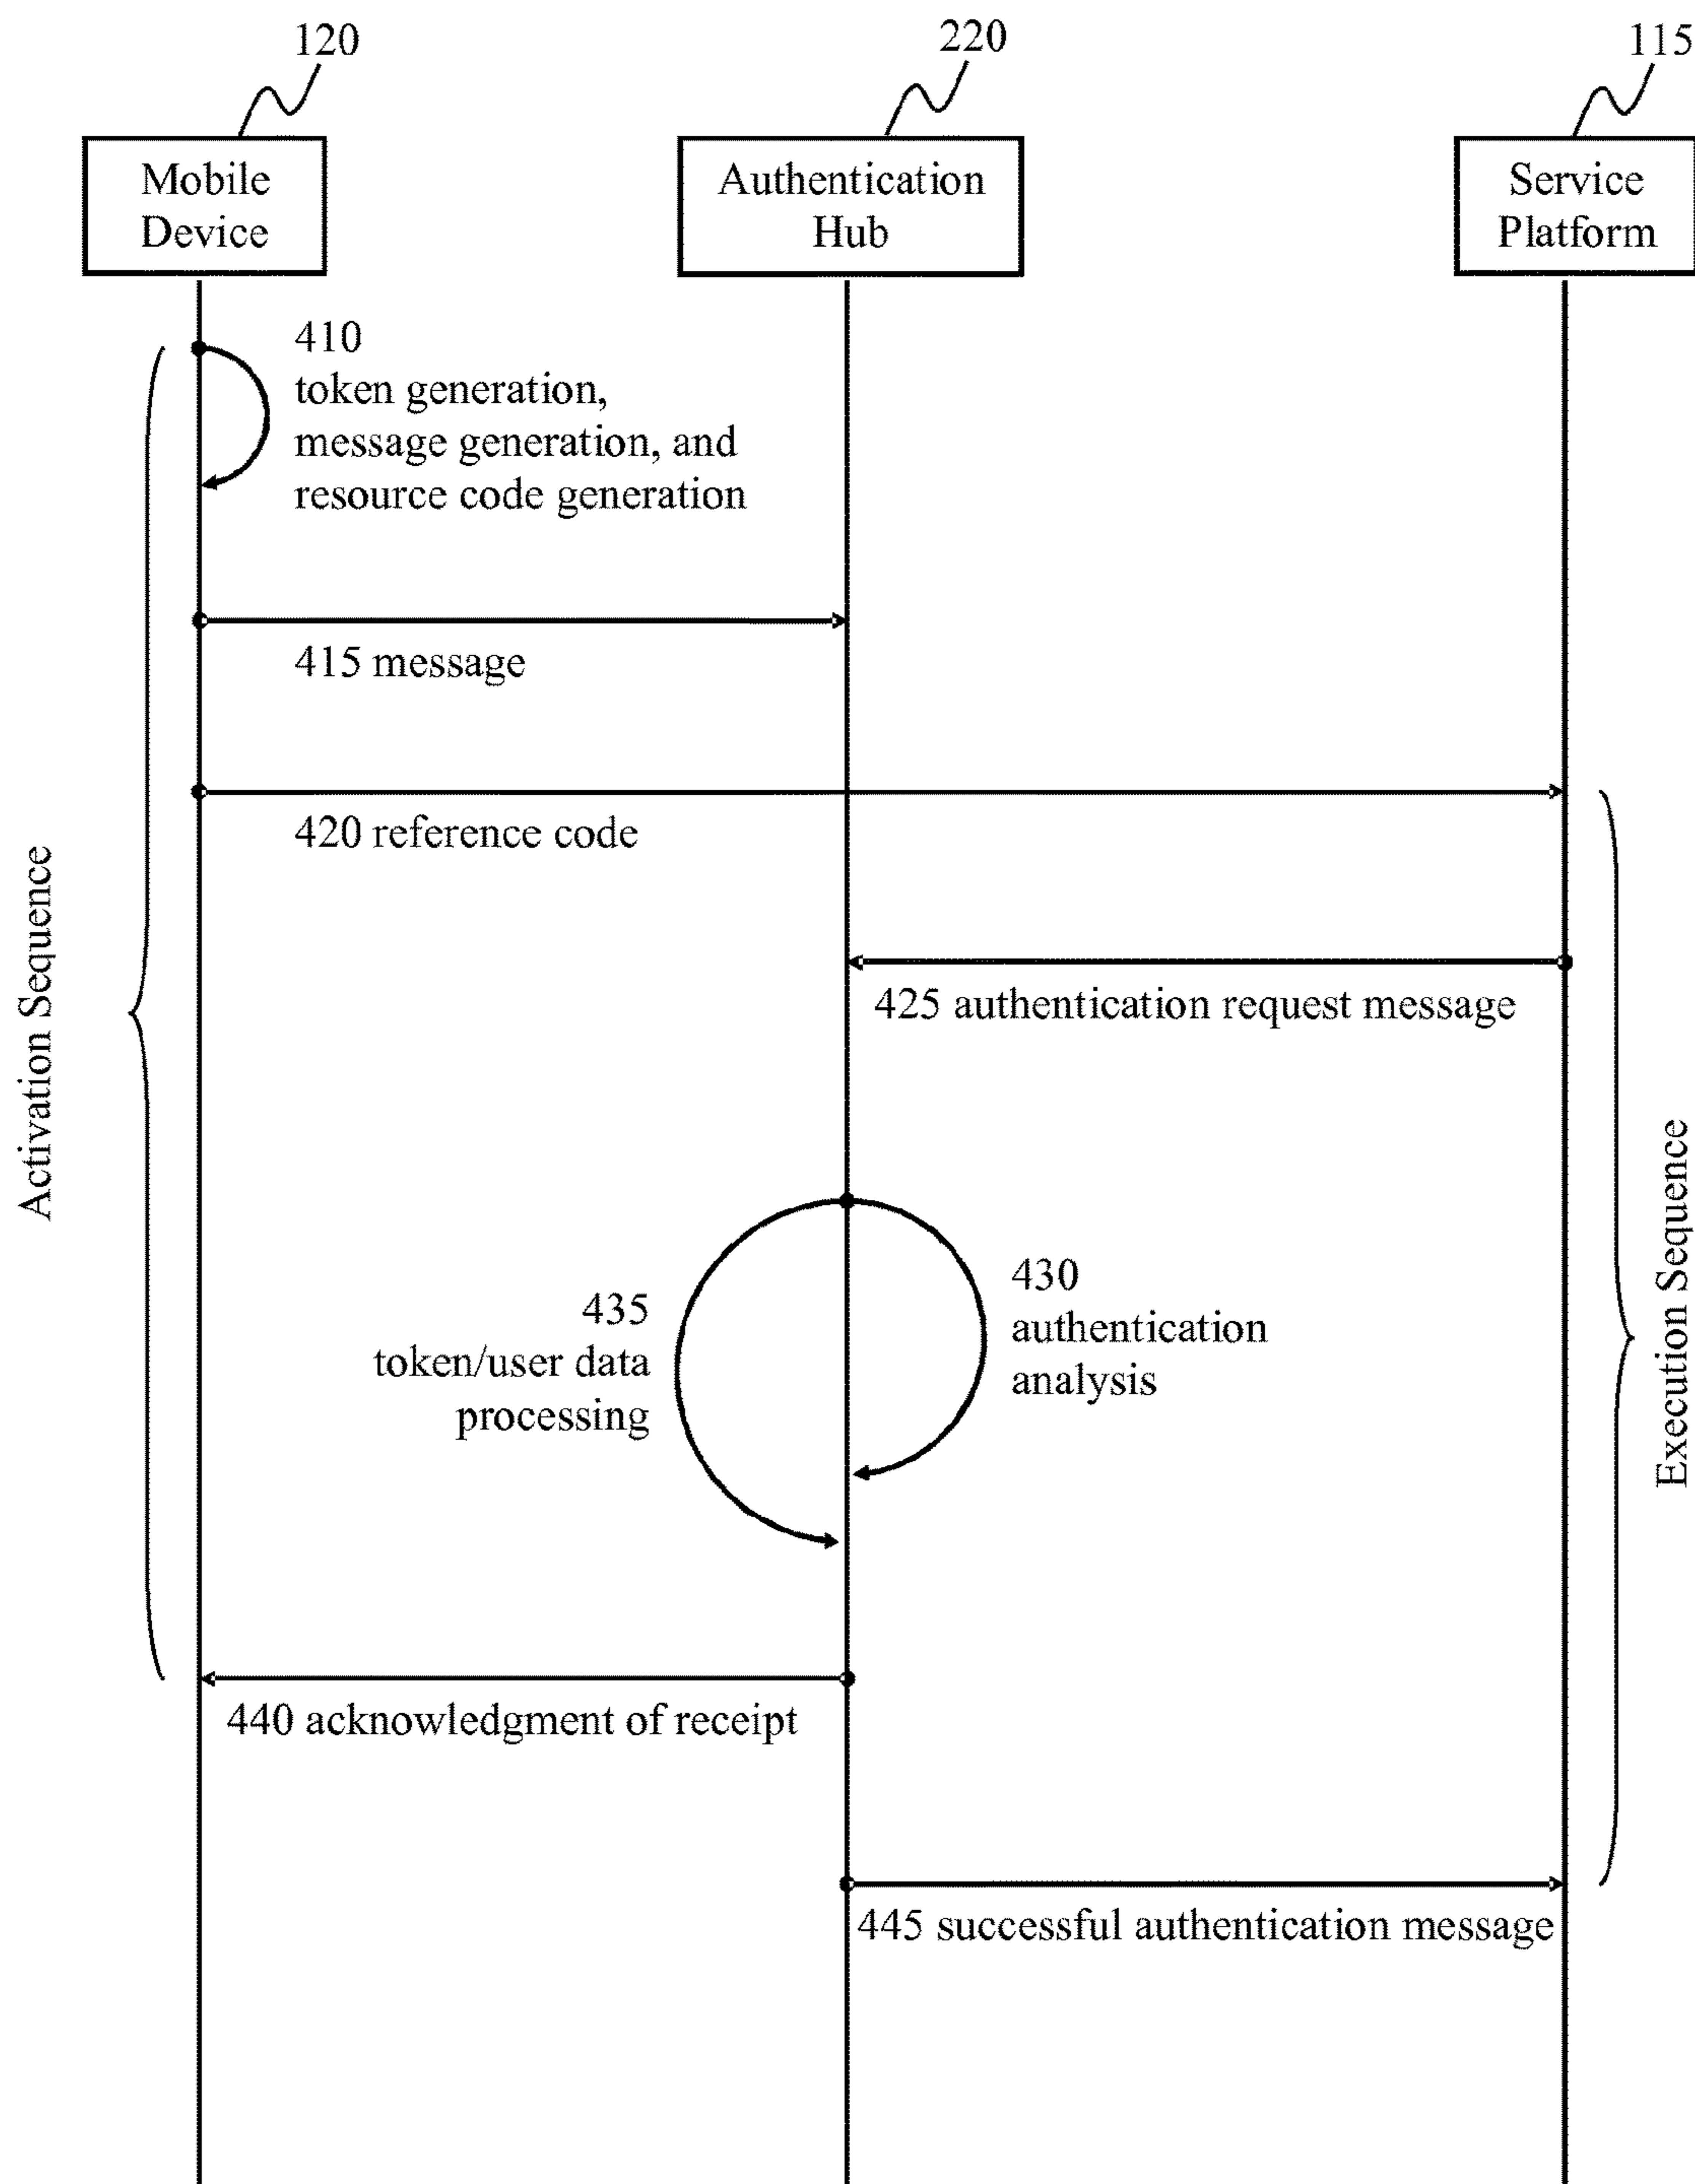 120
220
115
Mobile
Device
Authentication
Hub
Service
Platform
410
token generation,
message generation, and
resource code generation
415 message
420 reference code
Activation Sequence
425 authentication request message
Execution Sequence
430
authentication
analysis
435
token/user data
processing
440 acknowledgment of receipt
445 successful authentication message